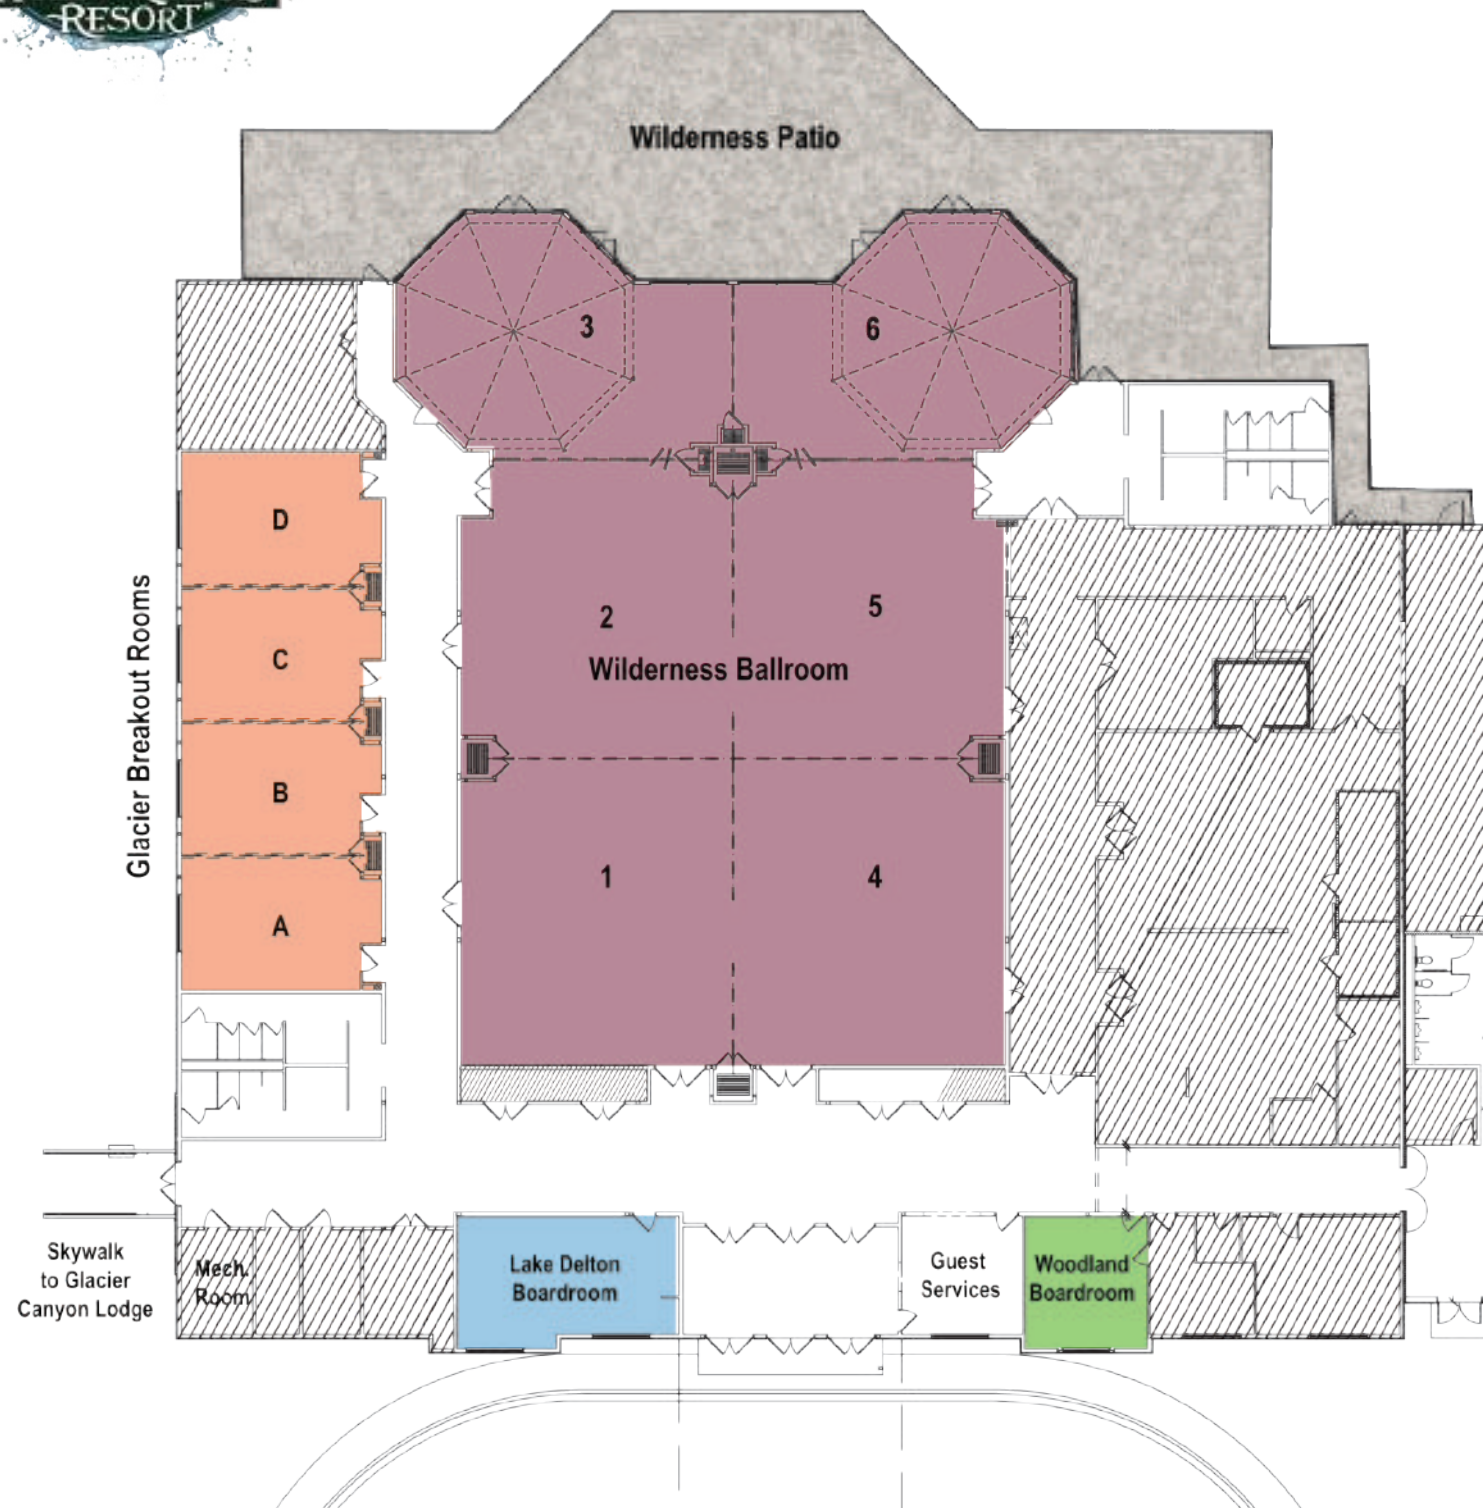 RESORT
Wilderness Patio
3
6
D
C
B
A
Glacier Breakout Rooms
2
5
Wilderness Ballroom
1
4
Skywalk
to Glacier
Canyon Lodge
Mech.
Room
Lake Delton
Boardroom
Guest
Services
Woodland
Boardroom